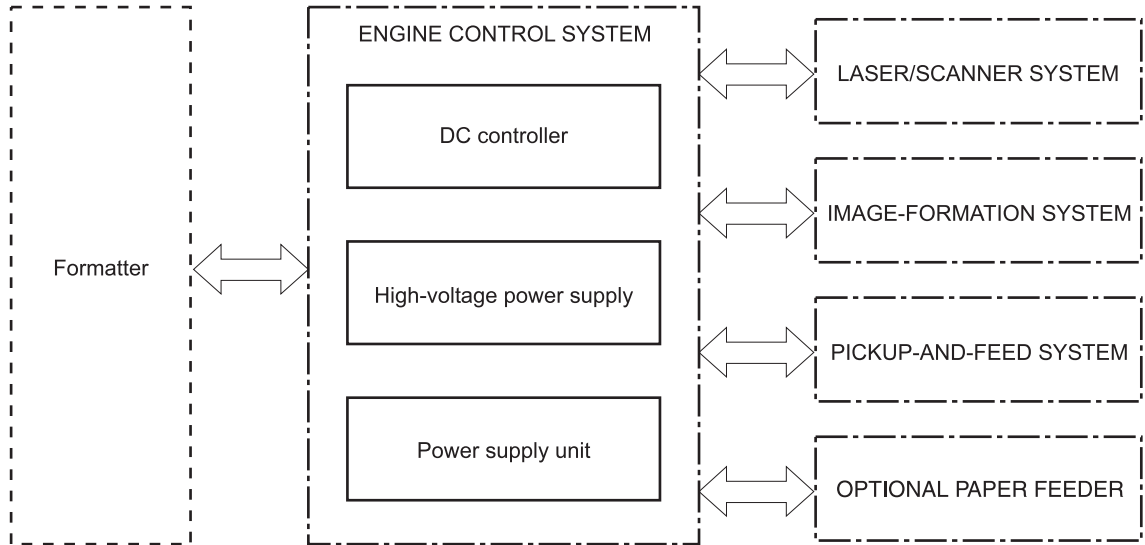 Formatter
ENGINE CONTROL SYSTEM
DC controller
High-voltage power supply
Power supply unit
LASER/SCANNER SYSTEM
IMAGE-FORMATION SYSTEM
PICKUP-AND-FEED SYSTEM
OPTIONAL PAPER FEEDER